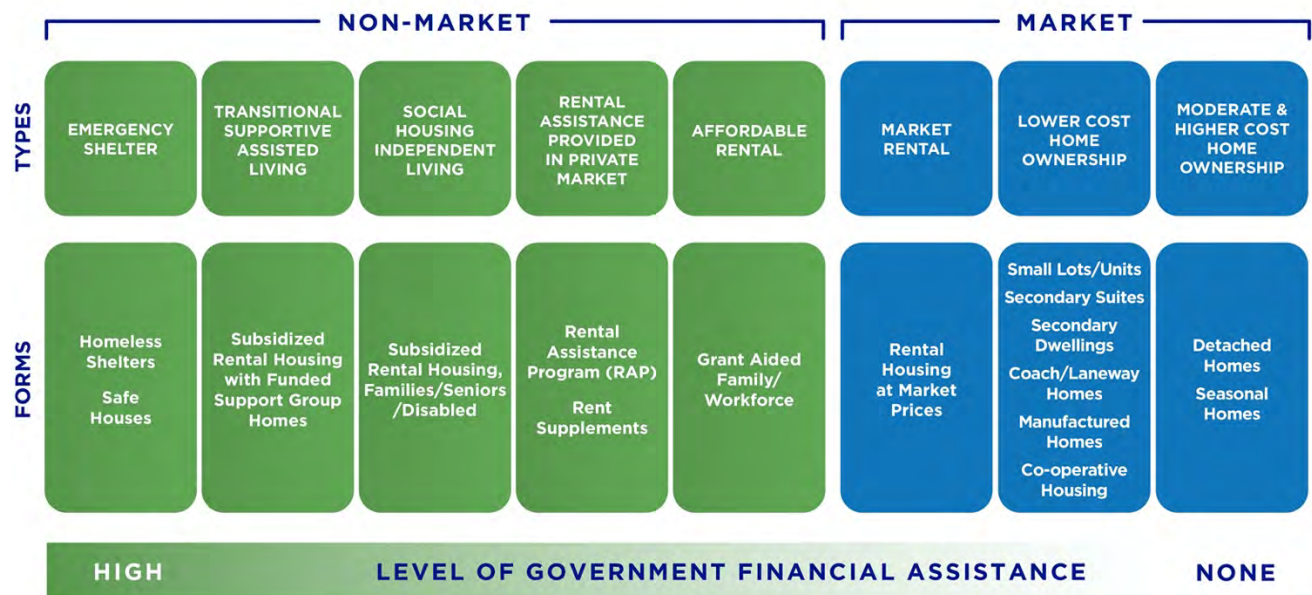 NON-MARKET
MARKET
TYPES
EMERGENCY
SHELTER
TRANSITIONAL
SUPPORTIVE
ASSISTED
LIVING
SOCIAL
HOUSING
INDEPENDENT
LIVING
RENTAL
ASSISTANCE
PROVIDED
IN PRIVATE
MARKET
AFFORDABLE
RENTAL
MARKET
RENTAL
LOWER COST
HOME
OWNERSHIP
MODERATE &
HIGHER COST
HOME
OWNERSHIP
FORMS
Homeless
Shelters
Safe
Houses
Subsidized
Rental Housing
with Funded
Support Group
Homes
Subsidized
Rental Housing,
Families/Seniors
/Disabled
Rental
Assistance
Program (RAP)
Rent
Supplements
Grant Aided
Family/
Workforce
Rental
Housing
at Market
Prices
Small Lots/Units
Secondary Suites
Secondary
Dwellings
Coach/Laneway
Homes
Manufactured
Homes
Co-operative
Housing
Detached
Homes
Seasonal
Homes
HIGH
LEVEL OF GOVERNMENT FINANCIAL ASSISTANCE
NONE